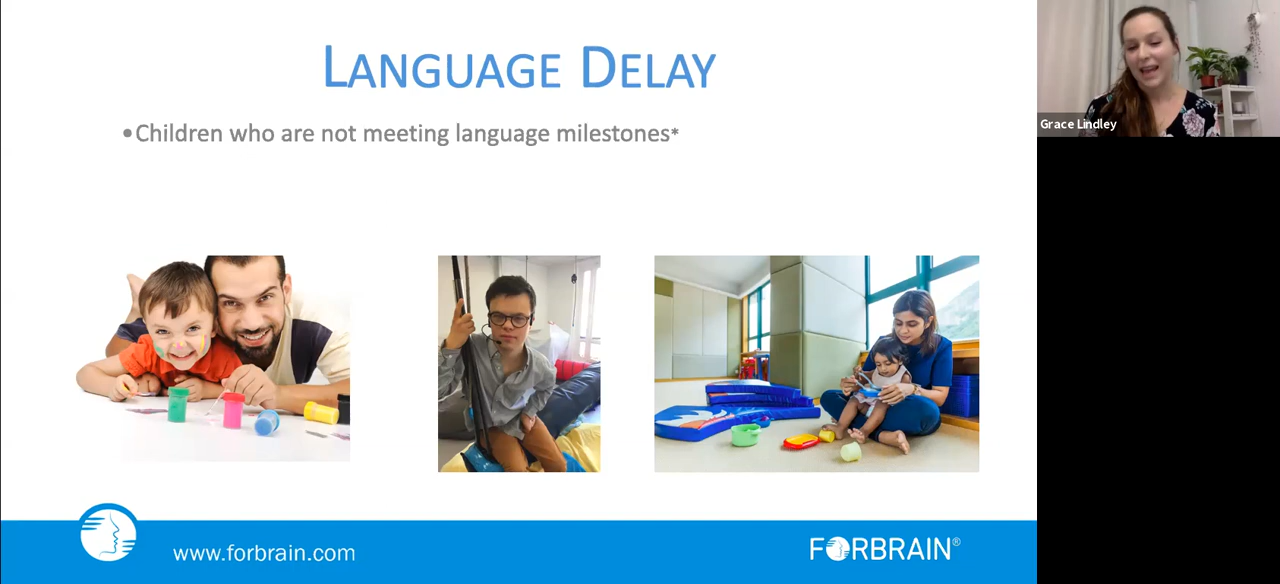 LANGUAGE DELAY
•Children who are not meeting language milestones*
Grace Lindley
www.forbrain.com
FORBRAIN®